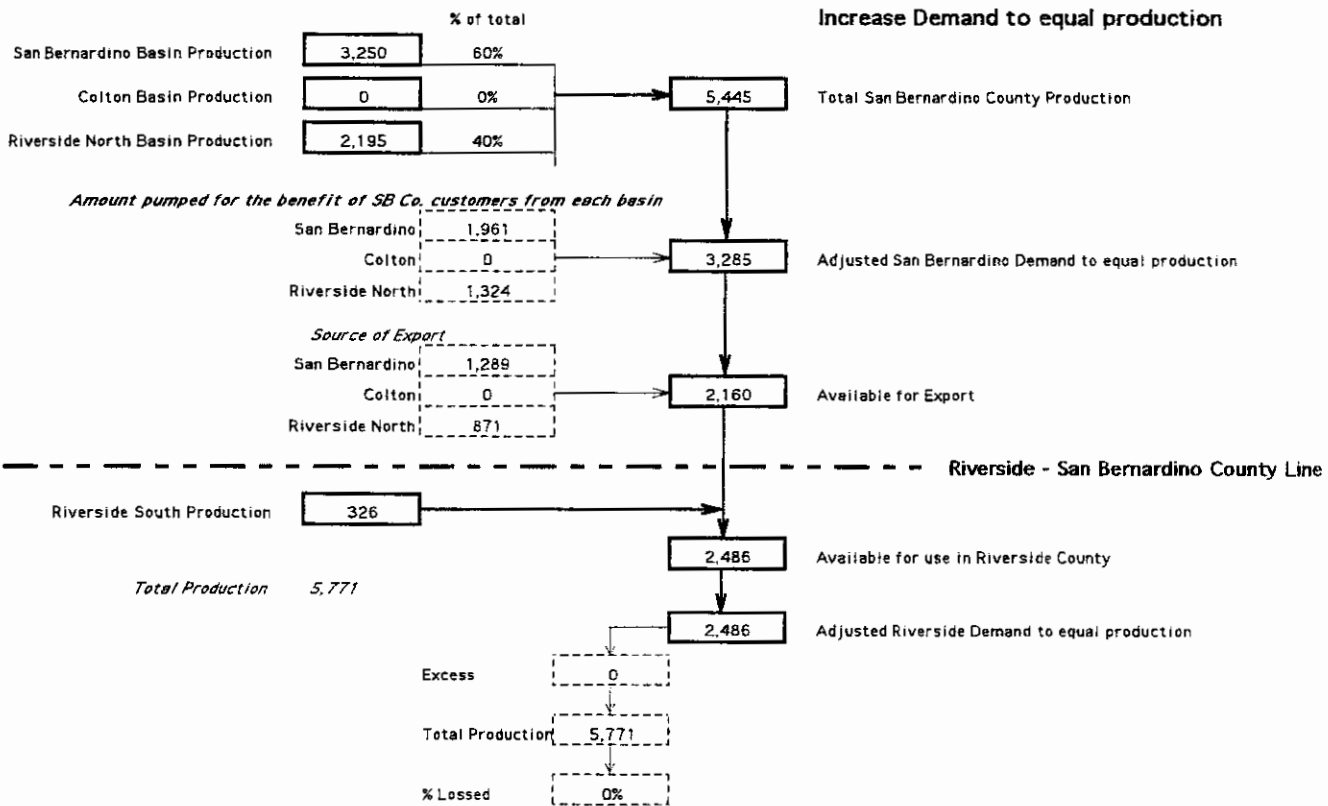 % of total
Increase Demand to equal production
San Bernardino Basin Production 3,250 60%
Colton Basin Production 0 0% 5,445 Total San Bernardino County Production
Riverside North Basin Production 2,195 40%
Amount pumped for the benefit of SB Co. customers from each basin
San Bernardino 1,961
Colton 0 3,285 Adjusted San Bernardino Demand to equal production
Riverside North 1,324
Source of Export
San Bernardino 1,289
Colton 0 2,160 Available for Export
Riverside North 871
Riverside - San Bernardino County Line
Riverside South Production 326
2,486 Available for use in Riverside County
Total Production 5,771
2,486 Adjusted Riverside Demand to equal production
Excess 0
Total Production 5,771
% Lossed 0%